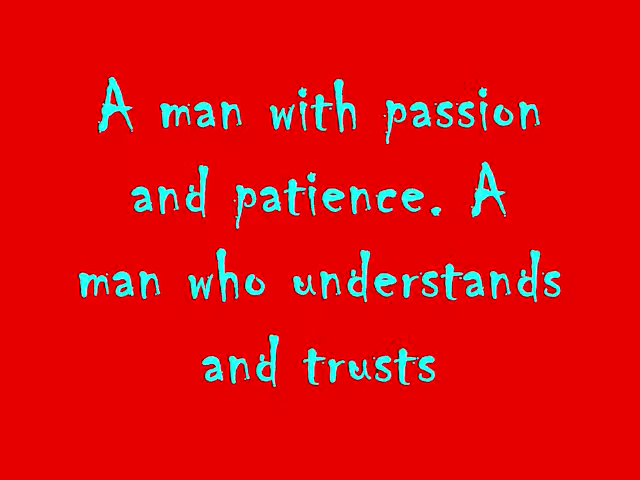 A man with passion
and patience. A
man who understands
and trusts